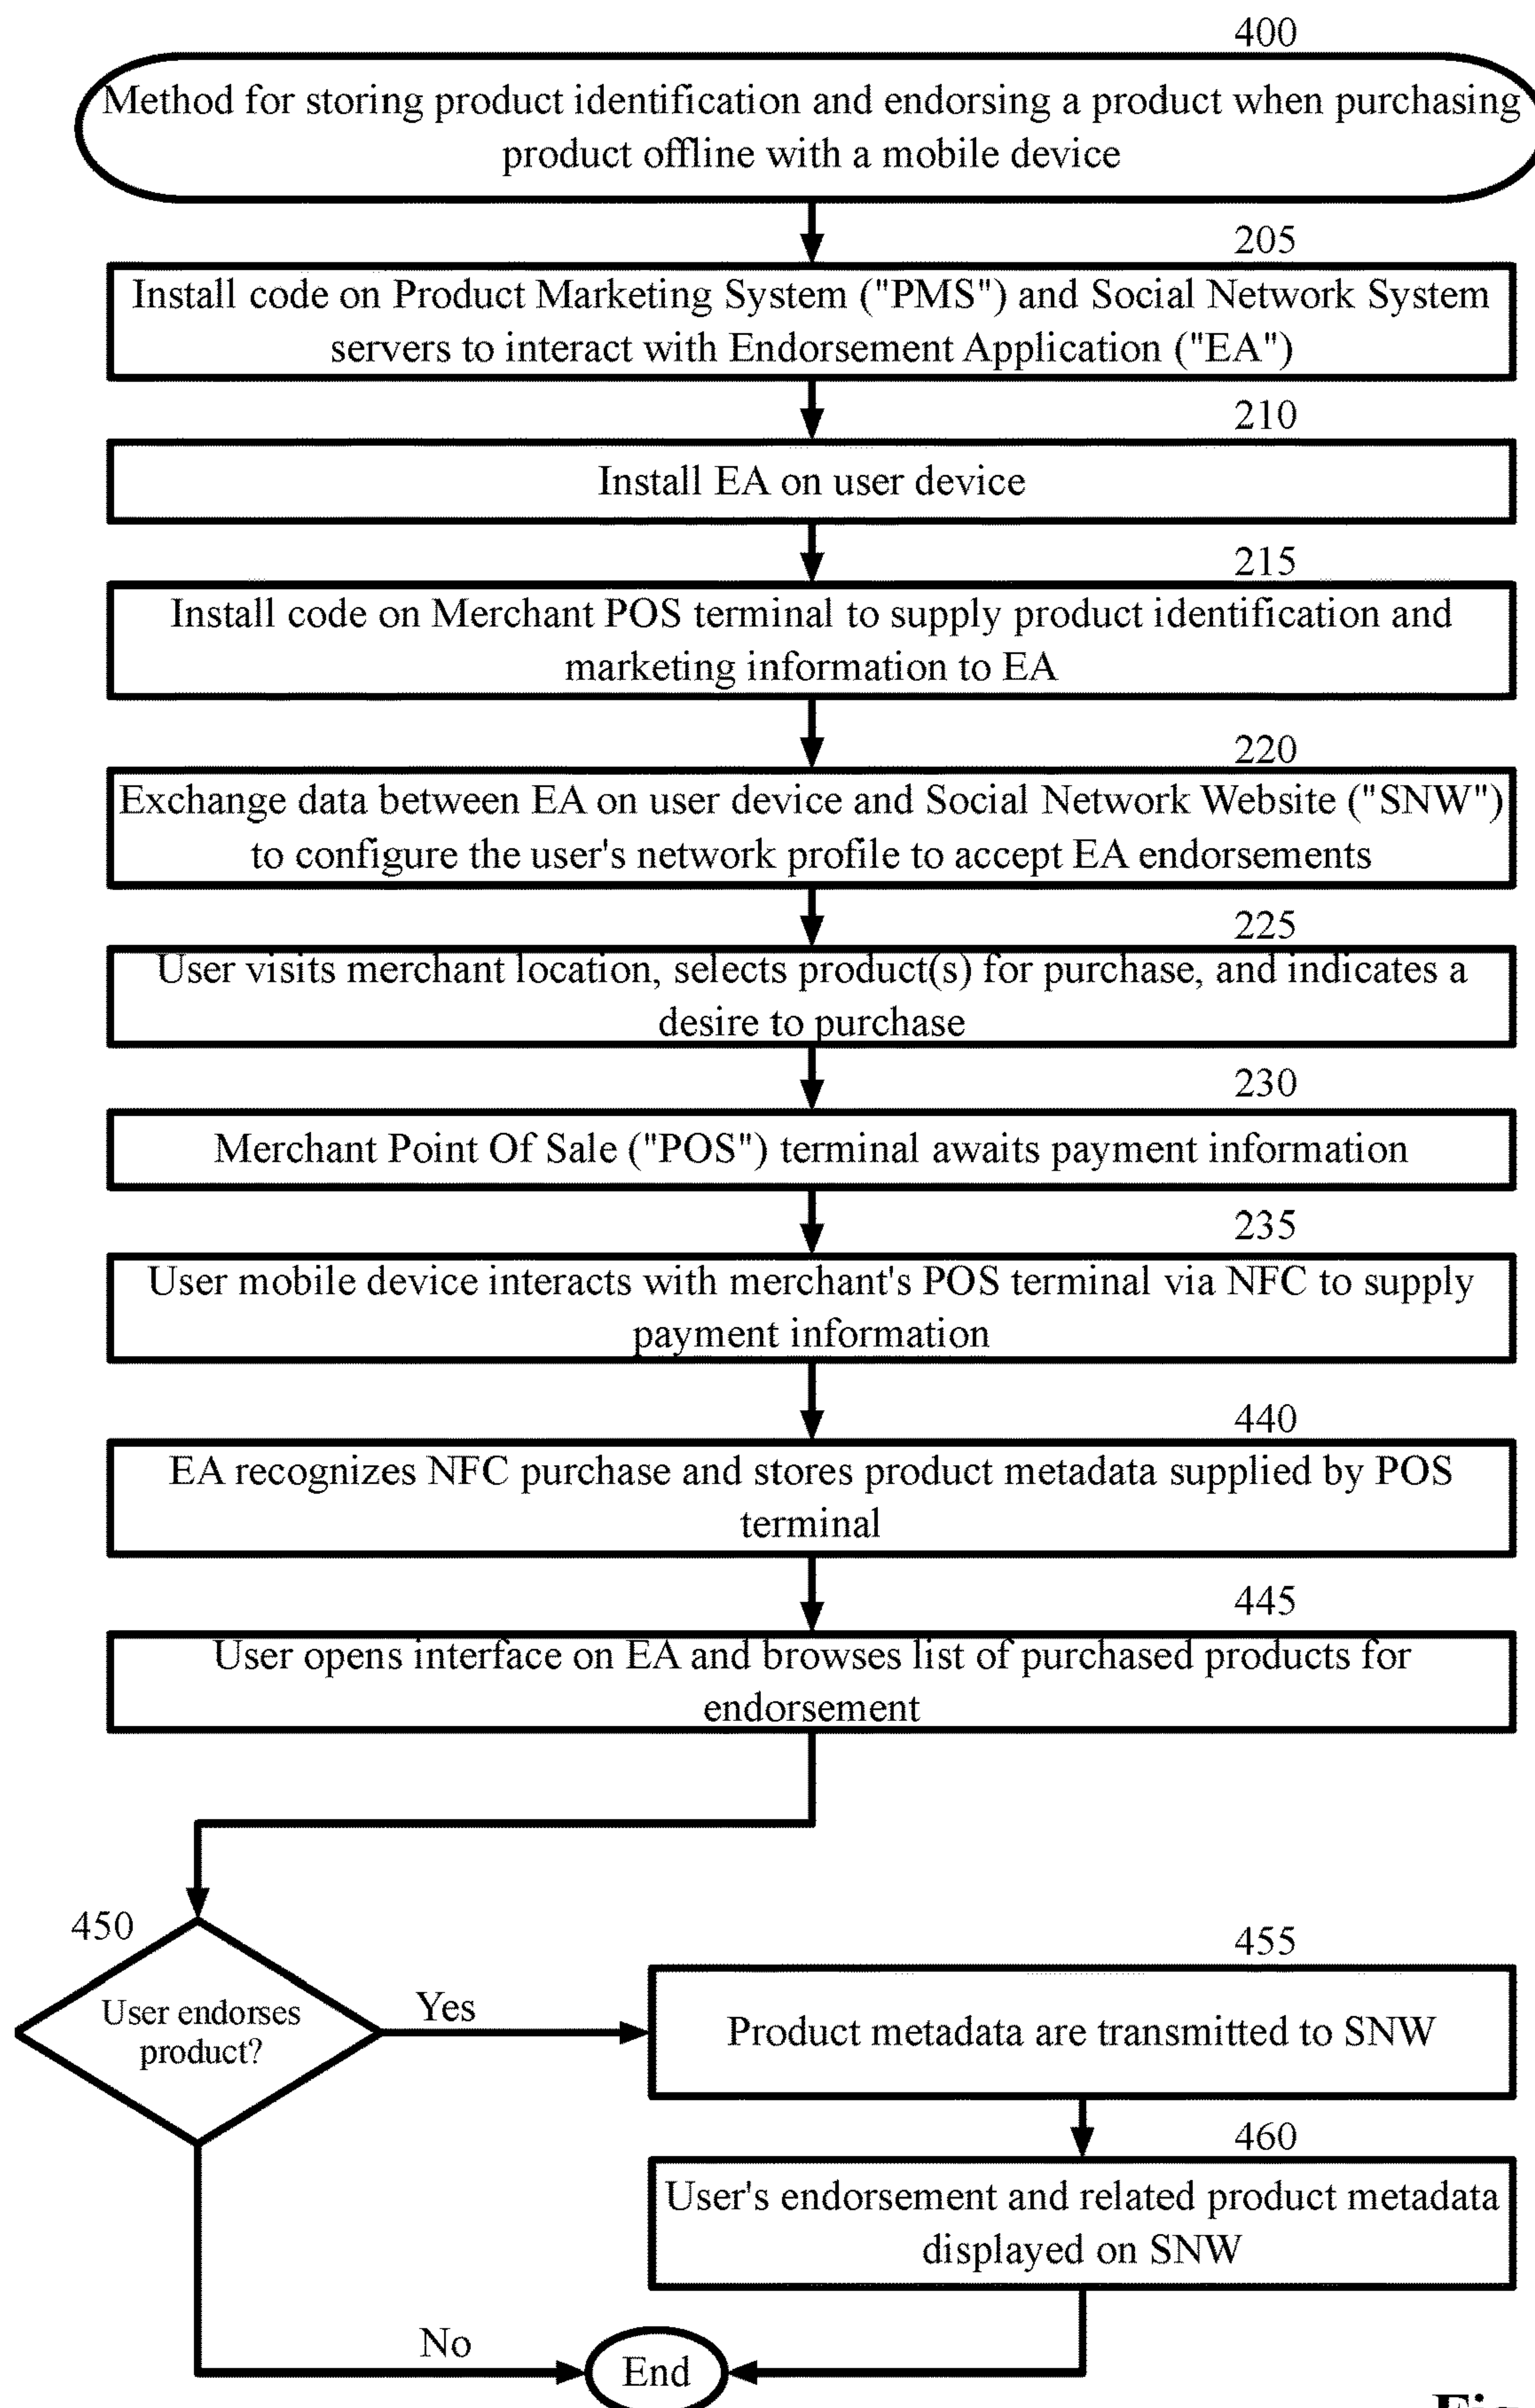 400
Method for storing product identification and endorsing a product when purchasing
product offline with a mobile device
205
Install code on Product Marketing System ("PMS") and Social Network System
servers to interact with Endorsement Application ("EA")
210
Install EA on user device
215
Install code on Merchant POS terminal to supply product identification and
marketing information to EA
220
Exchange data between EA on user device and Social Network Website ("SNW")
to configure the user's network profile to accept EA endorsements
225
User visits merchant location, selects product(s) for purchase, and indicates a
desire to purchase
230
Merchant Point Of Sale ("POS") terminal awaits payment information
235
User mobile device interacts with merchant's POS terminal via NFC to supply
payment information
440
EA recognizes NFC purchase and stores product metadata supplied by POS
terminal
445
User opens interface on EA and browses list of purchased products for
endorsement
450
User endorses
product?
Yes
455
Product metadata are transmitted to SNW
460
User's endorsement and related product metadata
displayed on SNW
No
End